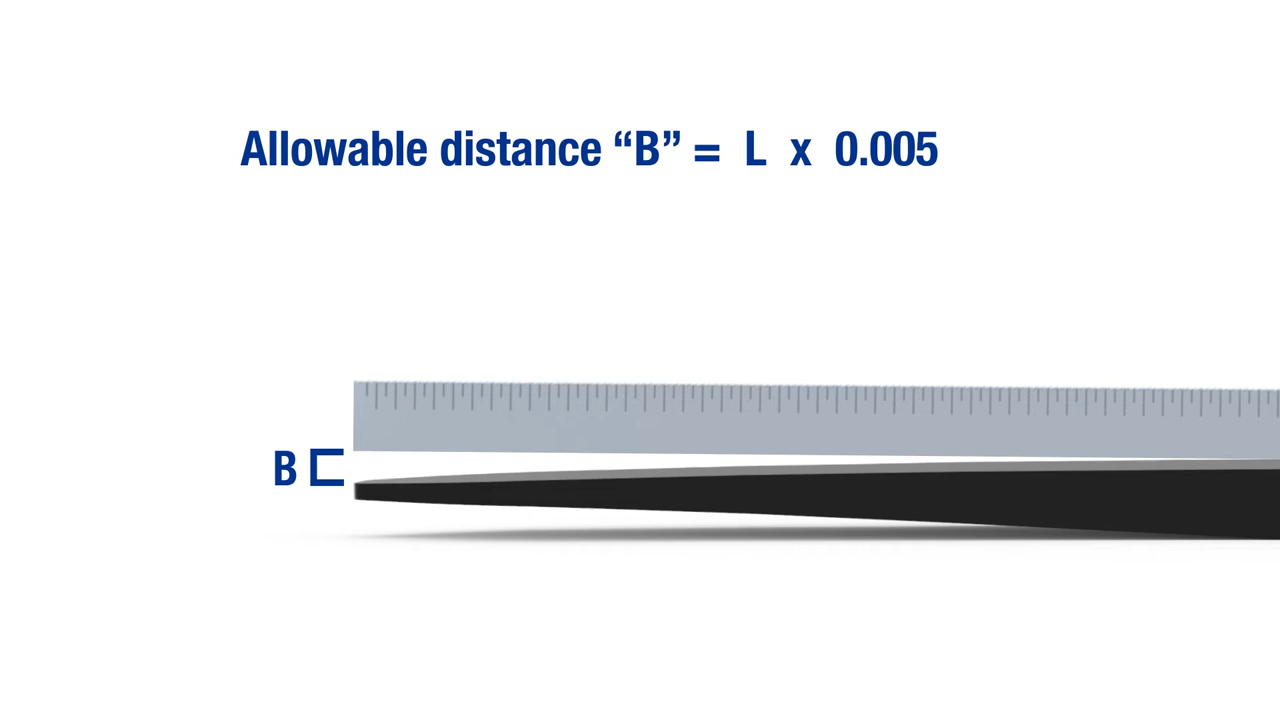 Allowable distance “B” = L x 0.005
B